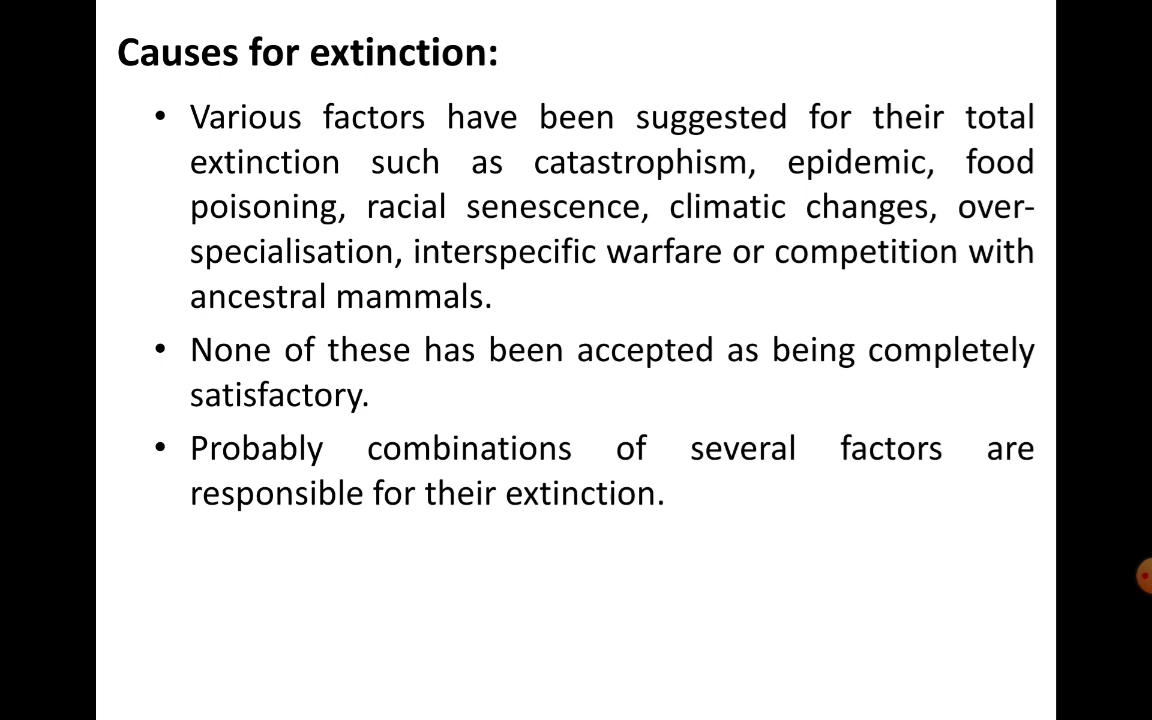 Causes for extinction:
• Various factors have been suggested for their total
extinction such as catastrophism, epidemic, food
poisoning, racial senescence, climatic changes, over-
specialisation, interspecific warfare or competition with
ancestral mammals.
• None of these has been accepted as being completely
satisfactory.
• Probably combinations of several factors are
responsible for their extinction.